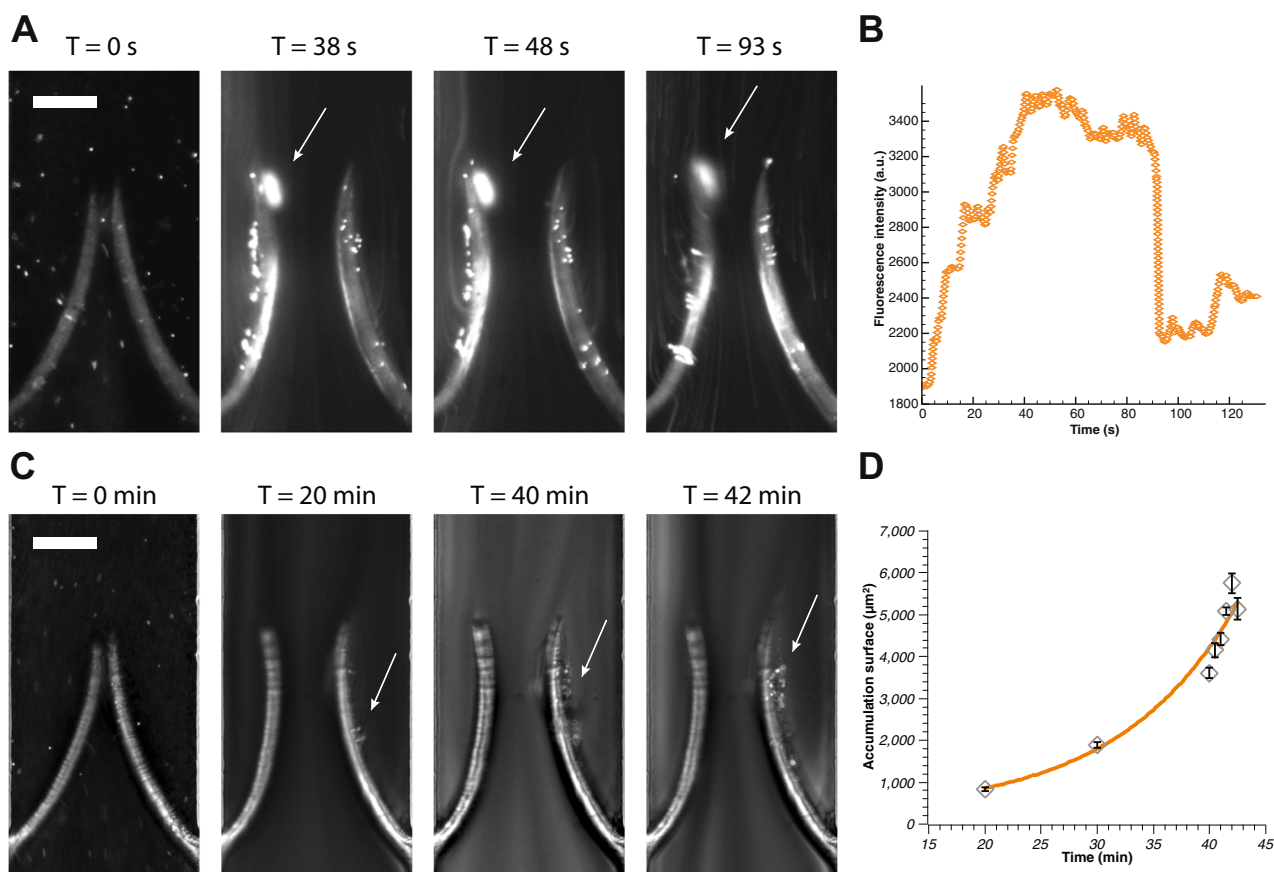 A
T = 0 s
T = 38 s
T = 48 s
T = 93 s
B
Fluorescence intensity (a.u.)
3400
3200
3000
2800
2600
2400
2200
2000
1800
0
20
40
60
80
100
120
Time (s)
C
T = 0 min
T = 20 min
T = 40 min
T = 42 min
D
Accumulation surface (µm²)
7,000
6,000
5,000
4,000
3,000
2,000
1,000
0
15
20
25
30
35
40
45
Time (min)